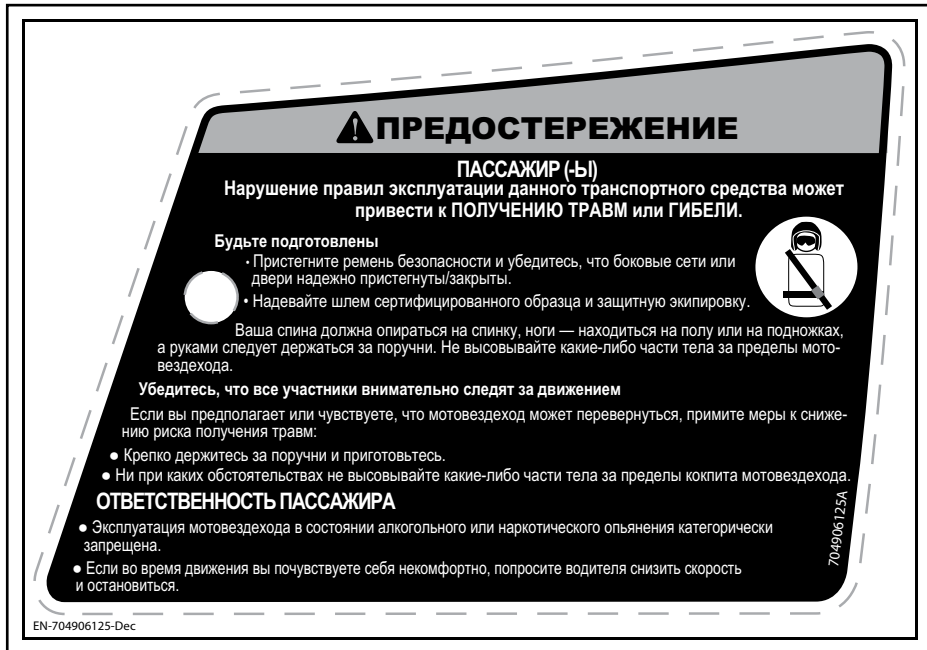 ПРЕДОСТЕРЕЖЕНИЕ
ПАССАЖИР (-Ы)
Нарушение правил эксплуатации данного транспортного средства может
привести к ПОЛУЧЕНИЮ ТРАВМ или ГИБЕЛИ.
Будьте подготовлены
· Пристегните ремень безопасности и убедитесь, что боковые сети или
двери надежно пристегнуты/закрыты.
• Надевайте шлем сертифицированного образца и защитную экипировку.
Ваша спина должна опираться на спинку, ноги — находиться на полу или на подножках,
а руками следует держаться за поручни. Не высовывайте какие-либо части тела за пределы мото-
вездехода.
Убедитесь, что все участники внимательно следят за движением
Если вы предполагает или чувствуете, что мотовездеход может перевернуться, примите меры к сниже-
нию риска получения травм:
● Крепко держитесь за поручни и приготовьтесь.
● Ни при каких обстоятельствах не высовывайте какие-либо части тела за пределы кокпита мотовездехода.
ОТВЕТСТВЕННОСТЬ ПАССАЖИРА
● Эксплуатация мотовездехода в состоянии алкогольного или наркотического опьянения категорически
запрещена.
● Если во время движения вы почувствуете себя некомфортно, попросите водителя снизить скорость
и остановиться.
704906125A
EN-704906125-Dec